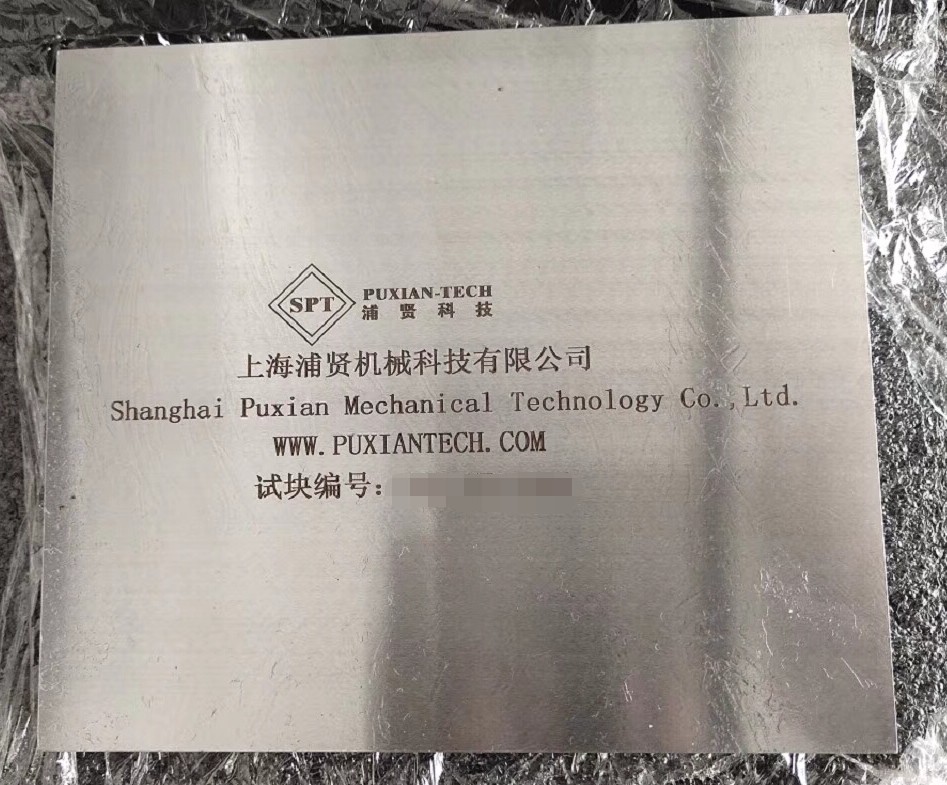 SPT
PUXIAN-TECH
浦贤科技
上海浦贤机械科技有限公司
Shanghai Puxian Mechanical Technology Co.,Ltd.
WWW.PUXIANTECH.COM
试块编号: